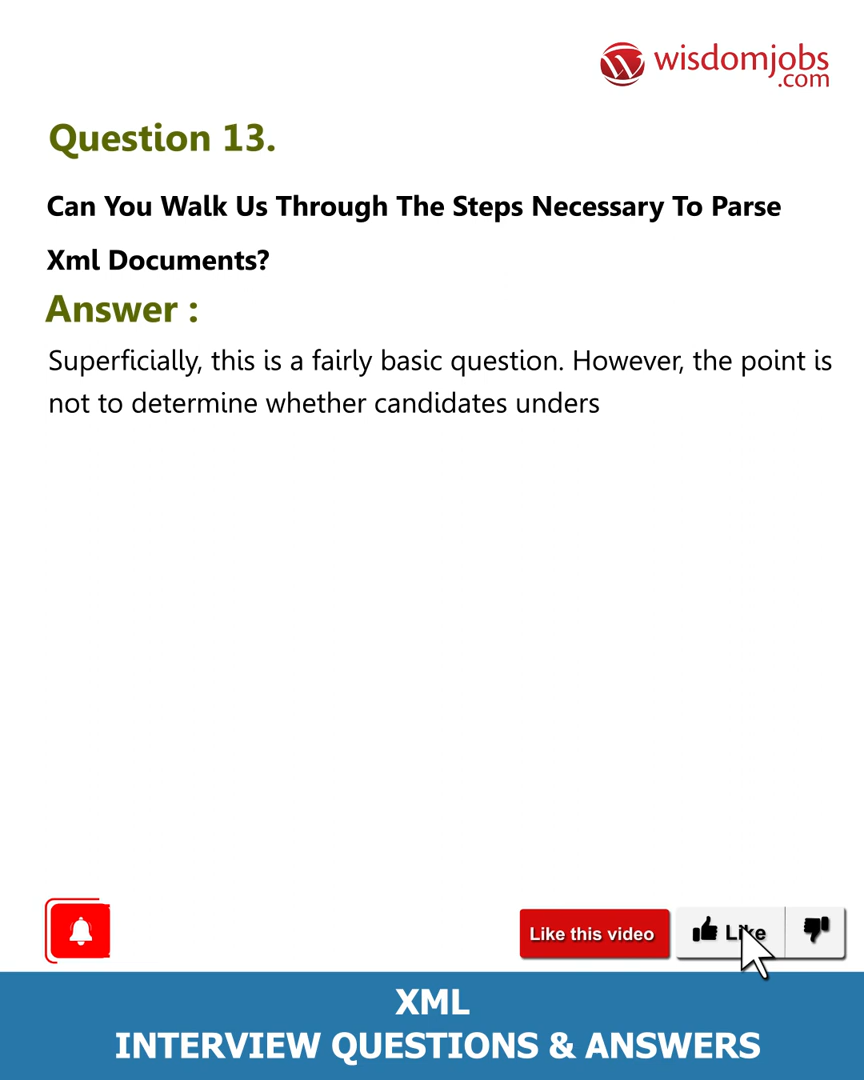 wisdomjobs
.com
Question 13.
Can You Walk Us Through The Steps Necessary To Parse
Xml Documents?
Answer :
Superficially, this is a fairly basic question. However, the point is
not to determine whether candidates unders
Like this video
Like
XML
INTERVIEW QUESTIONS & ANSWERS